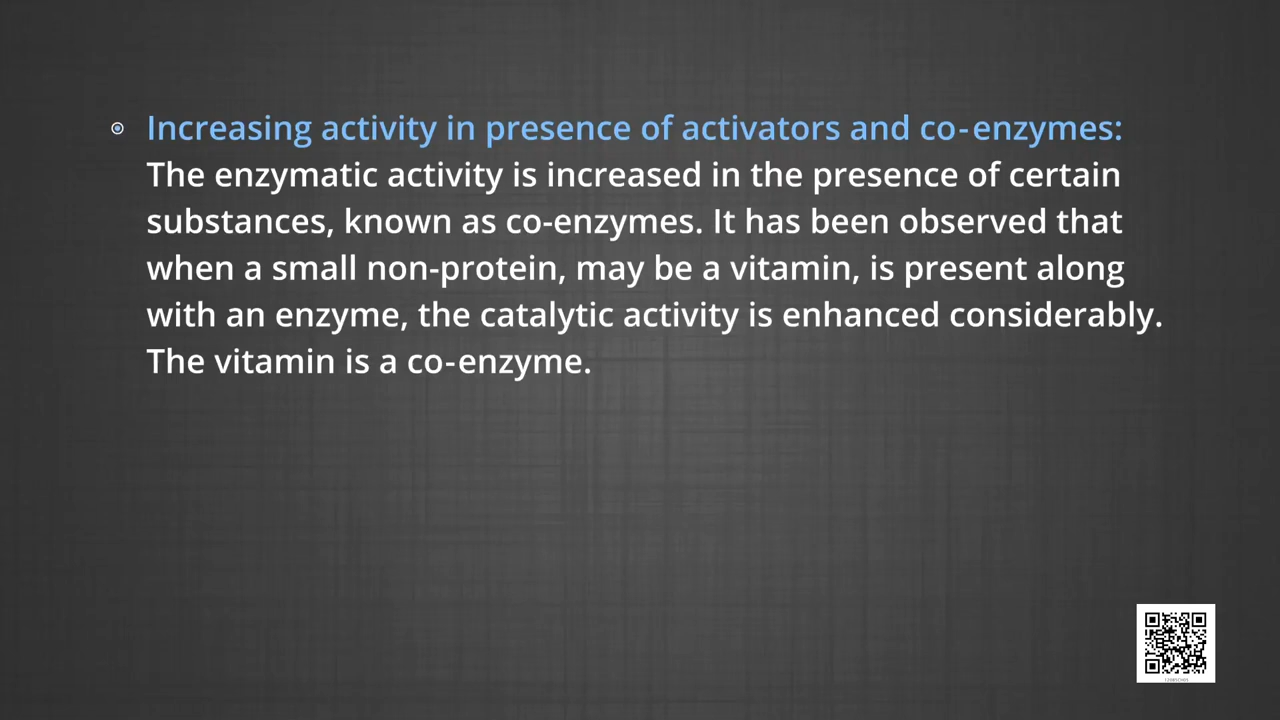 Increasing activity in presence of activators and co-enzymes:
The enzymatic activity is increased in the presence of certain
substances, known as co-enzymes. It has been observed that
when a small non-protein, may be a vitamin, is present along
with an enzyme, the catalytic activity is enhanced considerably.
The vitamin is a co-enzyme.